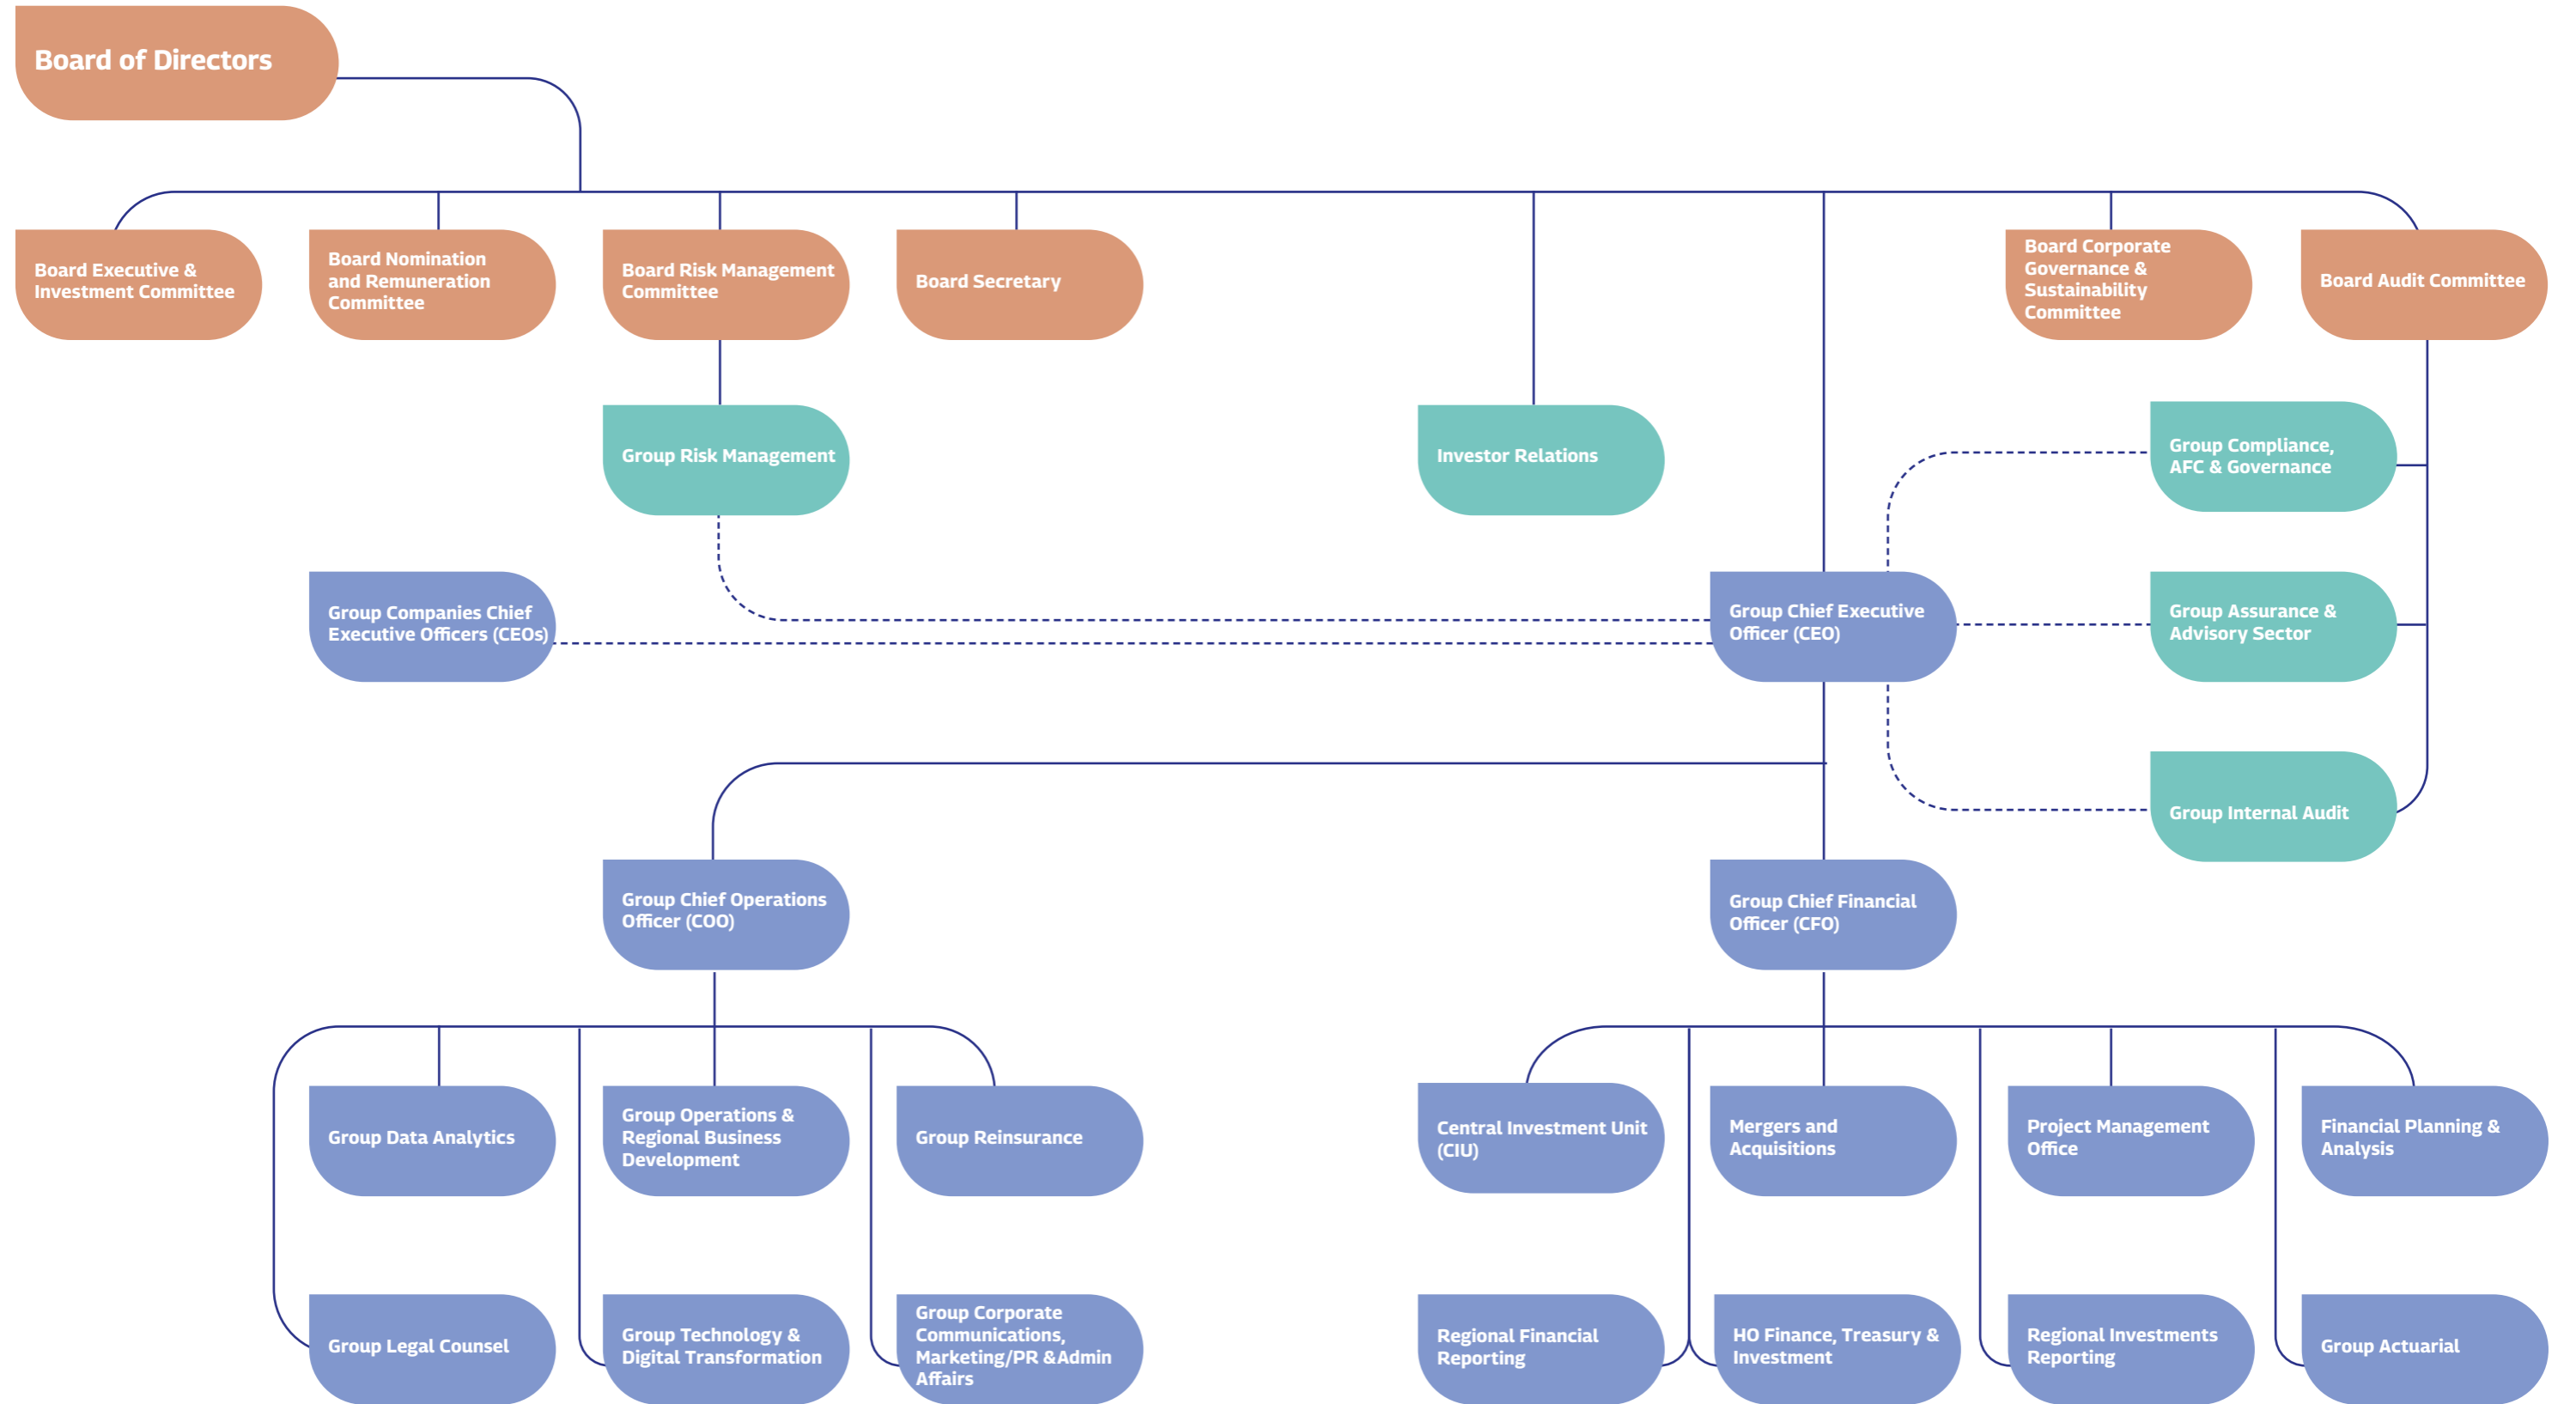 Board of Directors
Board Executive &
Investment Committee
Board Nomination
and Remuneration
Committee
Board Risk Management
Committee
Board Secretary
Board Corporate
Governance &
Sustainability
Committee
Board Audit Committee
Group Risk Management
Investor Relations
Group Compliance,
AFC & Governance
Group Companies Chief
Executive Officers (CEOs)
Group Chief Executive
Officer (CEO)
Group Assurance &
Advisory Sector
Group Internal Audit
Group Chief Operations
Officer (COO)
Group Chief Financial
Officer (CFO)
Group Data Analytics
Group Operations &
Regional Business
Development
Group Reinsurance
Central Investment Unit
(CIU)
Mergers and
Acquisitions
Project Management
Office
Financial Planning &
Analysis
Group Legal Counsel
Group Technology &
Digital Transformation
Group Corporate
Communications,
Marketing/PR &Admin
Affairs
Regional Financial
Reporting
HO Finance, Treasury &
Investment
Regional Investments
Reporting
Group Actuarial